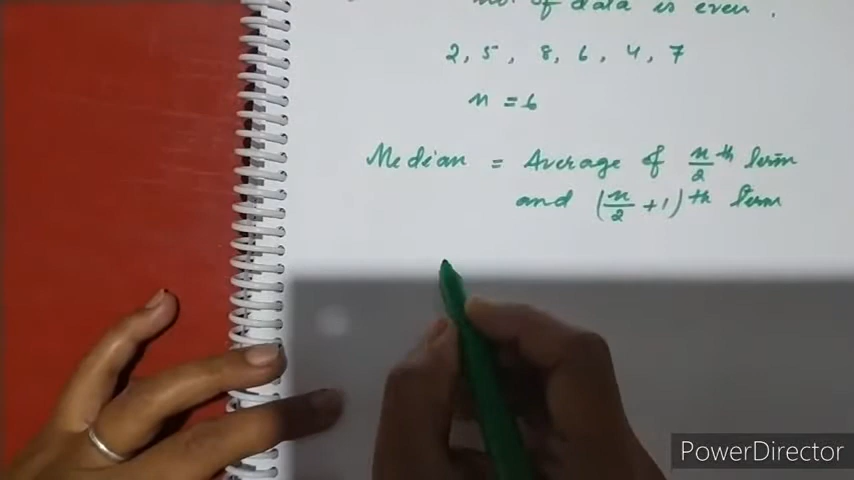 no. of data is even.
2, 5, 8, 6, 4, 7
n = 6
Median = Average of n/2 th term
and (n/2 + 1)th term
PowerDirector